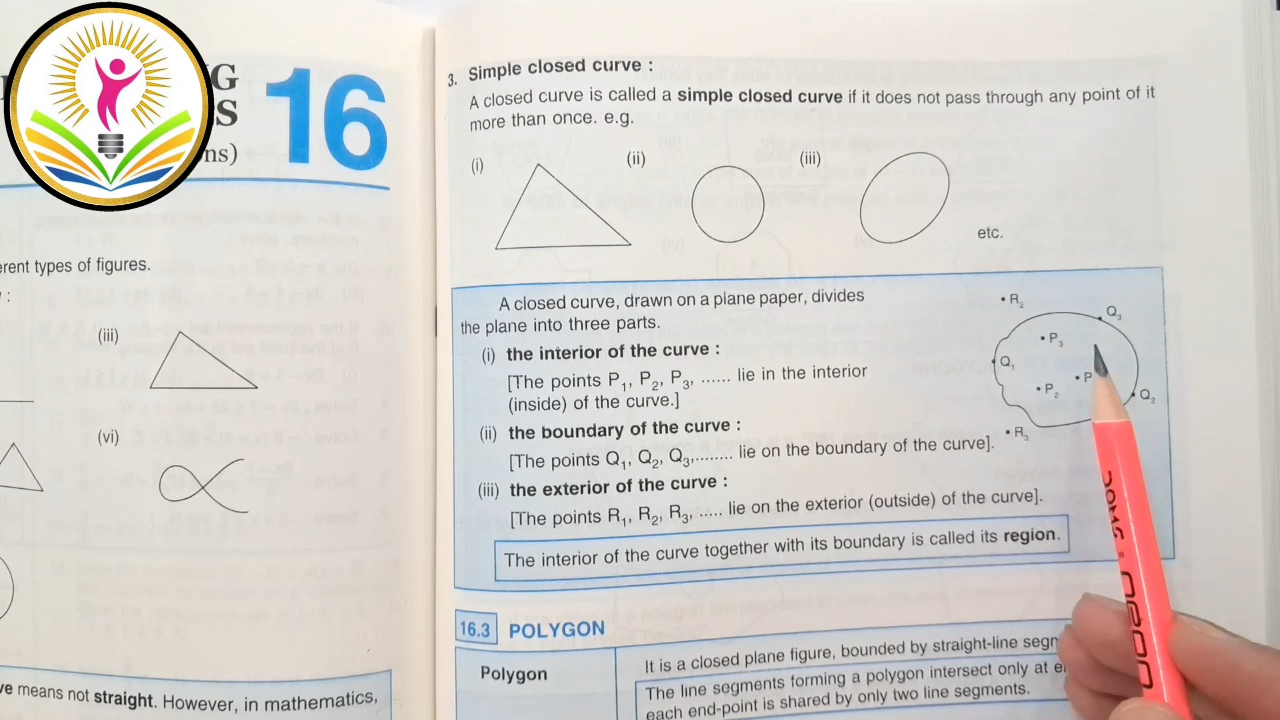 16
ons)
erent types of figures.
:
(iii)
(vi)
ve means not straight. However, in mathematics,
3. Simple closed curve :
A closed curve is called a simple closed curve if it does not pass through any point of it
more than once. e.g.
(i)
(ii)
(iii)
etc.
A closed curve, drawn on a plane paper, divides
the plane into three parts.
(i) the interior of the curve :
[The points P₁, P₂, P₃, ...... lie in the interior
(inside) of the curve.]
(ii) the boundary of the curve :
[The points Q₁, Q₂, Q₃,........ lie on the boundary of the curve].
(iii) the exterior of the curve :
[The points R₁, R₂, R₃, ..... lie on the exterior (outside) of the curve].
The interior of the curve together with its boundary is called its region.
R₂
Q₃
P₃
Q₁
P
P₂
Q₂
R₃
16.3 POLYGON
Polygon
It is a closed plane figure, bounded by straight-line segm
The line segments forming a polygon intersect only at e
each end-point is shared by only two line segments.
DOMS
neon